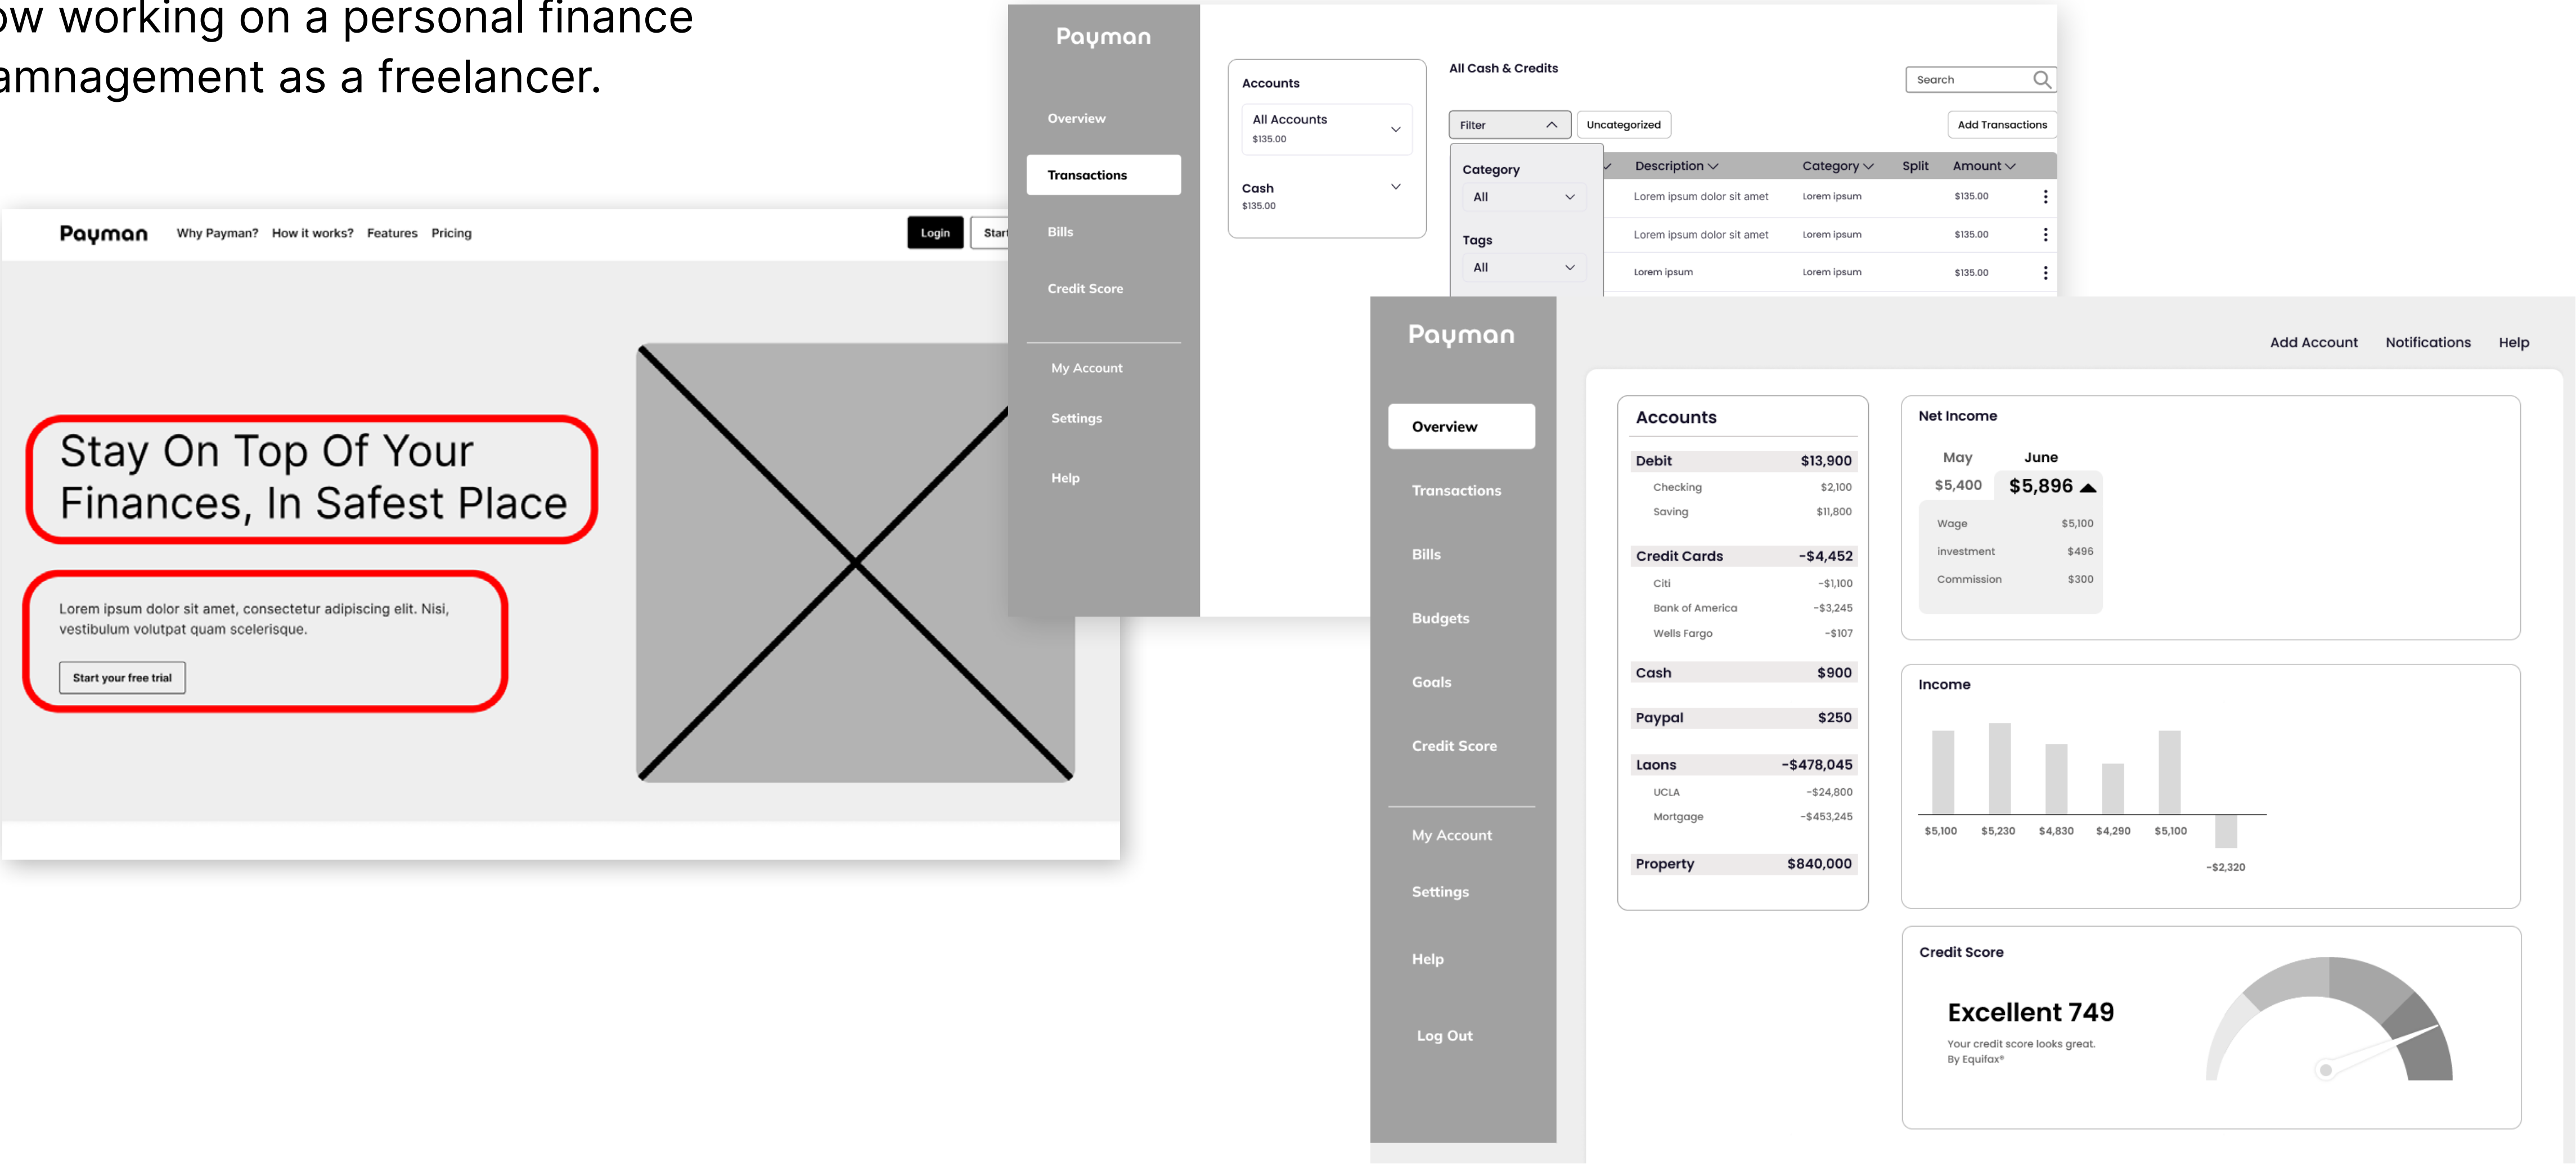 ow working on a personal finance
amnagement as a freelancer.
Payman Why Payman? How it works? Features Pricing Login Start
Stay On Top Of Your
Finances, In Safest Place
Lorem ipsum dolor sit amet, consectetur adipiscing elit. Nisi,
vestibulum volutpat quam scelerisque.
Start your free trial
Payman
Overview
Transactions
Bills
Credit Score
My Account
Settings
Help
Accounts
All Accounts
$135.00
Cash
$135.00
All Cash & Credits
Search
Filter Uncategorized Add Transactions
Category
All
Tags
All
Description Category Split Amount
Lorem ipsum dolor sit amet Lorem ipsum $135.00
Lorem ipsum dolor sit amet Lorem ipsum $135.00
Lorem ipsum Lorem ipsum $135.00
Payman
Overview
Transactions
Bills
Budgets
Goals
Credit Score
My Account
Settings
Help
Log Out
Add Account Notifications Help
Accounts
Debit $13,900
Checking $2,100
Saving $11,800
Credit Cards -$4,452
Citi -$1,100
Bank of America -$3,245
Wells Fargo -$107
Cash $900
Paypal $250
Laons -$478,045
UCLA -$24,800
Mortgage -$453,245
Property $840,000
Net Income
May June
$5,400 $5,896
Wage $5,100
investment $496
Commission $300
Income
$5,100 $5,230 $4,830 $4,290 $5,100
-$2,320
Credit Score
Excellent 749
Your credit score looks great.
By Equifax®